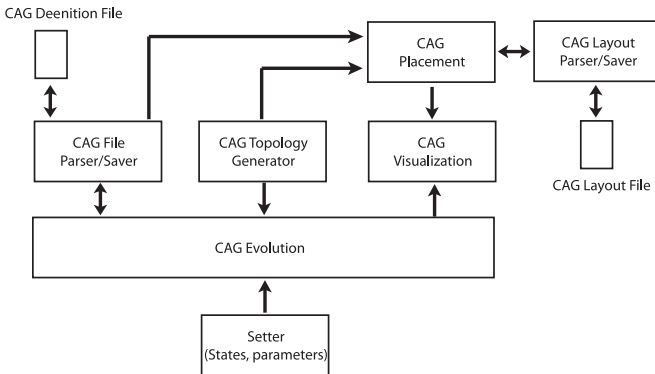 CAG Deenition File
CAG
Placement
CAG Layout
Parser/Saver
CAG File
Parser/Saver
CAG Topology
Generator
CAG
Visualization
CAG Layout File
CAG Evolution
Setter
(States, parameters)